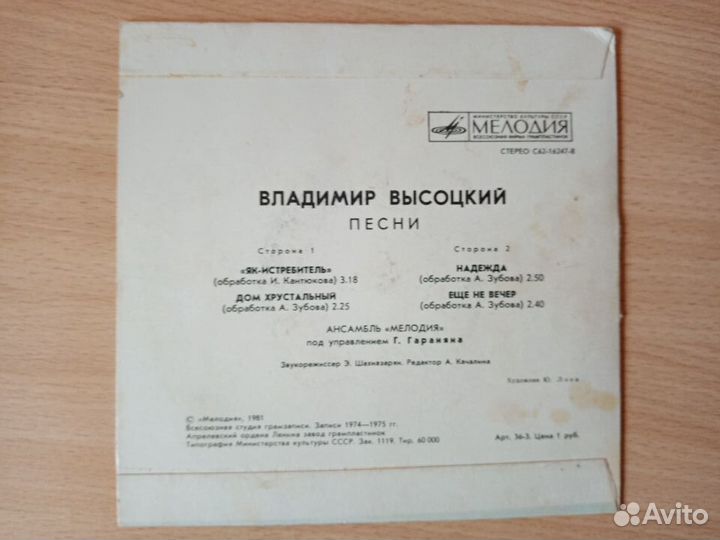 МИНИСТЕРСТВО КУЛЬТУРЫ СССР
МЕЛОДИЯ
ВСЕСОЮЗНАЯ ФИРМА ГРАМПЛАСТИНОК
СТЕРЕО С62-16247-8
ВЛАДИМИР ВЫСОЦКИЙ
ПЕСНИ
Сторона 1
«ЯК-ИСТРЕБИТЕЛЬ»
(обработка И. Кантюкова) 3.18
ДОМ ХРУСТАЛЬНЫЙ
(обработка А. Зубова) 2.25
Сторона 2
НАДЕЖДА
(обработка А. Зубова) 2.50
ЕЩЕ НЕ ВЕЧЕР
(обработка А. Зубова) 2.40
АНСАМБЛЬ «МЕЛОДИЯ»
под управлением Г. Гараняна
Звукорежиссер Э. Шахназарян. Редактор А. Качалина
Художник Ю.
© «Мелодия», 1981
Всесоюзная студия грамзаписи. Записи 1974—1975 гг.
Апрелевский ордена Ленина завод грампластинок
Типография Министерства культуры СССР. Зак. 1119. Тир. 60 000
Арт. 36-3. Цена 1 руб.
Avito